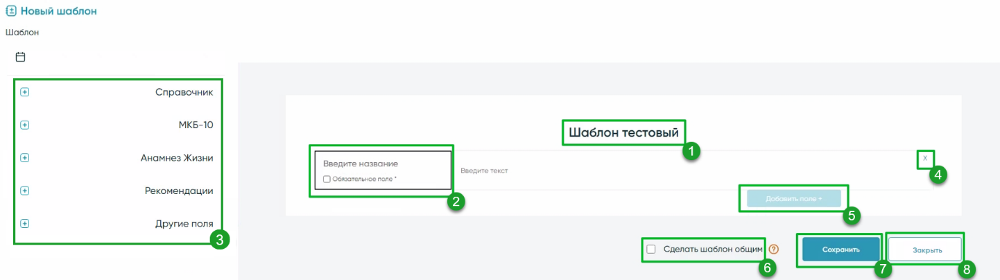 Новый шаблон
Шаблон
Справочник
МКБ-10
Анамнез Жизни
Рекомендации
Другие поля
3
Шаблон тестовый
1
Введите название
Обязательное поле *
2
Введите текст
X
4
Добавить поле +
5
Сделать шаблон общим ?
6
Сохранить
7
Закрыть
8